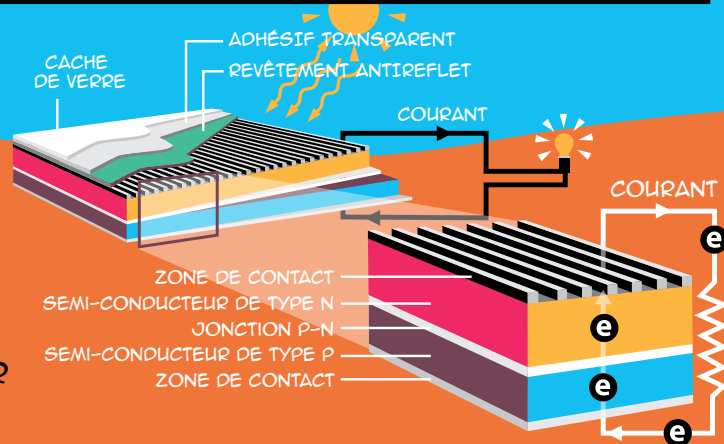 ADHÉSIF TRANSPARENT
CACHE
DE VERRE
REVÊTEMENT ANTIREFLET
COURANT
COURANT
e
ZONE DE CONTACT
SEMI-CONDUCTEUR DE TYPE N
JONCTION P-N
e
SEMI-CONDUCTEUR DE TYPE P
ZONE DE CONTACT
e
e